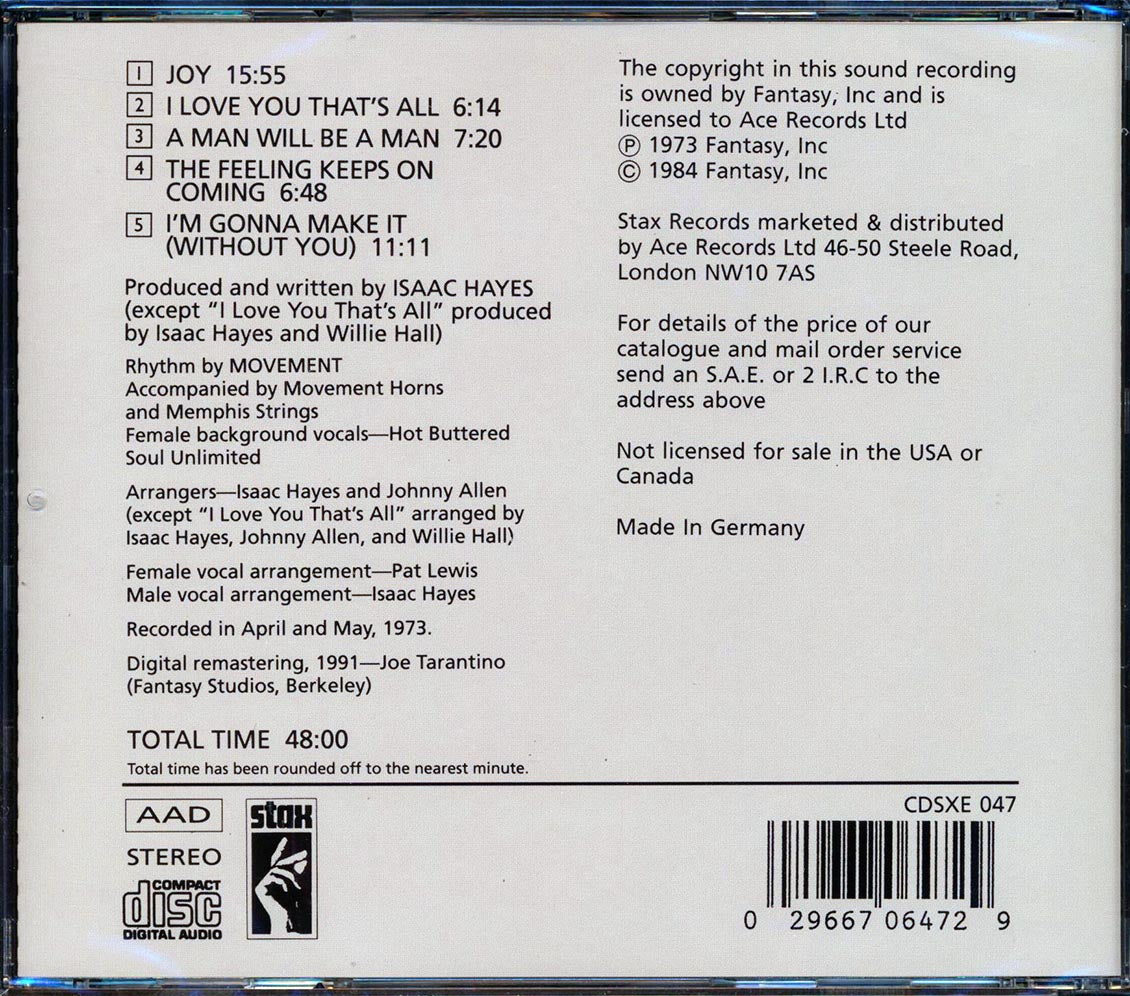 1 JOY 15:55
2 I LOVE YOU THAT'S ALL 6:14
3 A MAN WILL BE A MAN 7:20
4 THE FEELING KEEPS ON
COMING 6:48
5 I'M GONNA MAKE IT
(WITHOUT YOU) 11:11
Produced and written by ISAAC HAYES
(except "I Love You That's All" produced
by Isaac Hayes and Willie Hall)
Rhythm by MOVEMENT
Accompanied by Movement Horns
and Memphis Strings
Female background vocals—Hot Buttered
Soul Unlimited
Arrangers—Isaac Hayes and Johnny Allen
(except "I Love You That's All" arranged by
Isaac Hayes, Johnny Allen, and Willie Hall)
Female vocal arrangement—Pat Lewis
Male vocal arrangement—Isaac Hayes
Recorded in April and May, 1973.
Digital remastering, 1991—Joe Tarantino
(Fantasy Studios, Berkeley)
TOTAL TIME 48:00
Total time has been rounded off to the nearest minute.
The copyright in this sound recording
is owned by Fantasy, Inc and is
licensed to Ace Records Ltd
℗ 1973 Fantasy, Inc
© 1984 Fantasy, Inc
Stax Records marketed & distributed
by Ace Records Ltd 46-50 Steele Road,
London NW10 7AS
For details of the price of our
catalogue and mail order service
send an S.A.E. or 2 I.R.C to the
address above
Not licensed for sale in the USA or
Canada
Made In Germany
AAD
STEREO
COMPACT
disc
DIGITAL AUDIO
stax
CDSXE 047
0 29667 06472 9